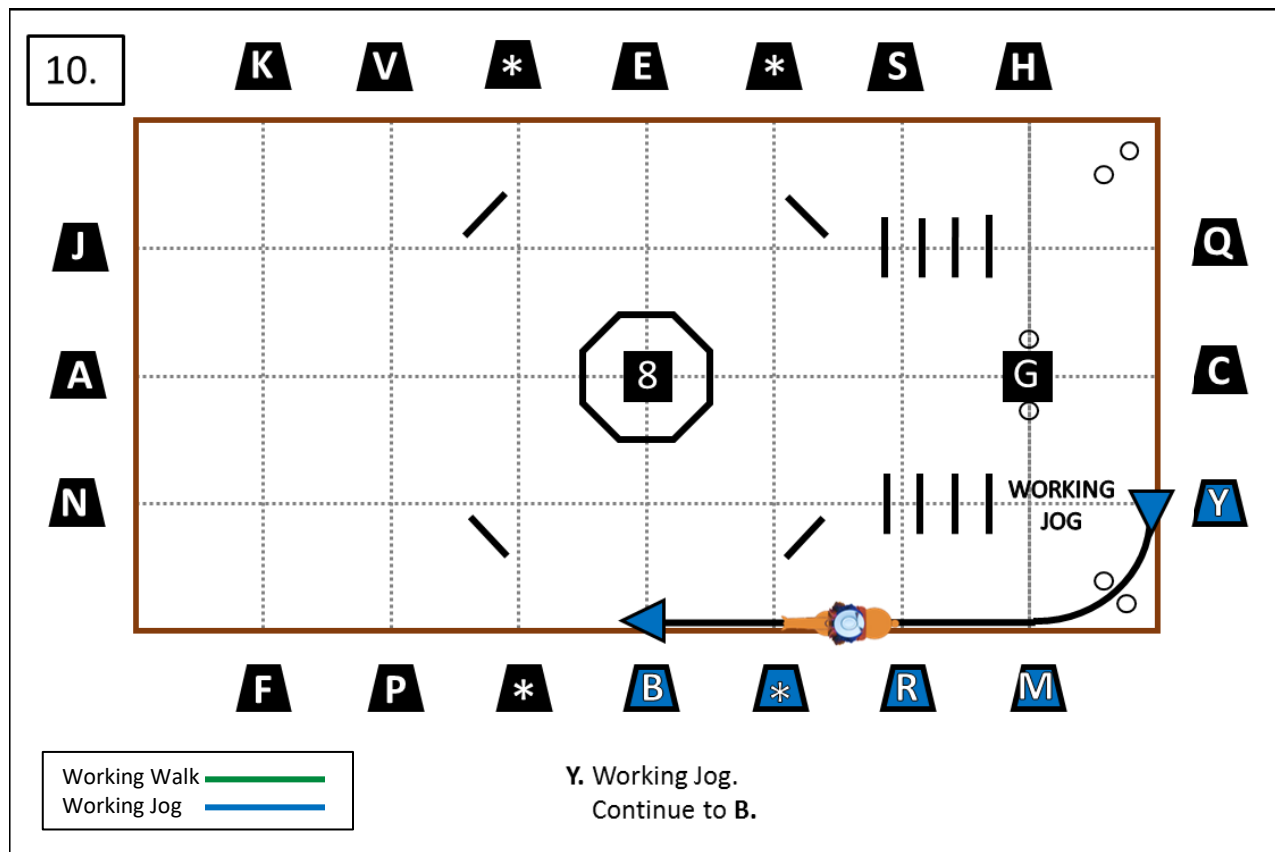 10.
K V * E * S H
J Q
8
A G C
N WORKING Y
JOG
F P * B * R M
Working Walk
Working Jog
Y. Working Jog.
Continue to B.